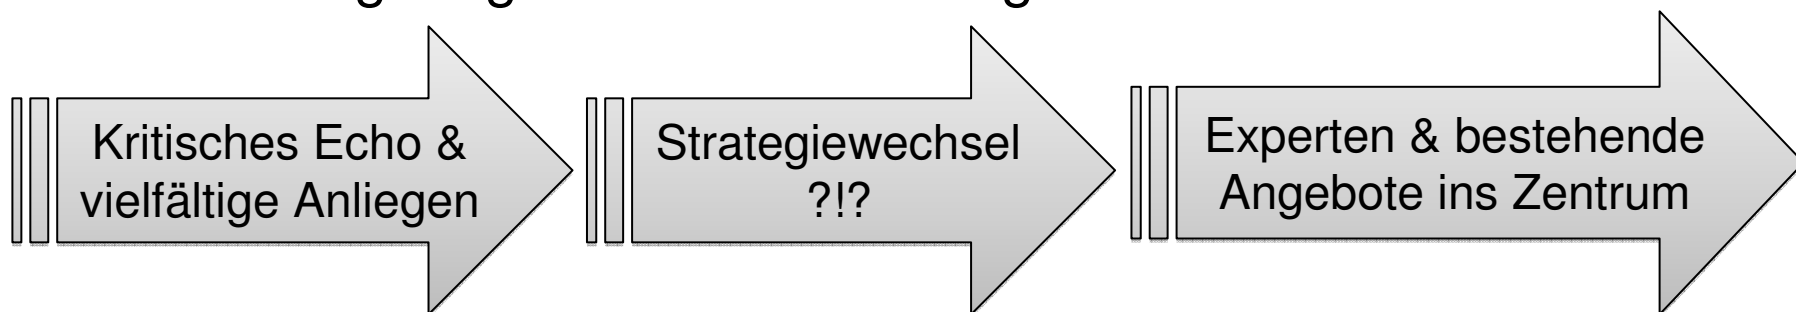 Kritisches Echo &
vielfältige Anliegen
Strategiewechsel
?!?
Experten & bestehende
Angebote ins Zentrum